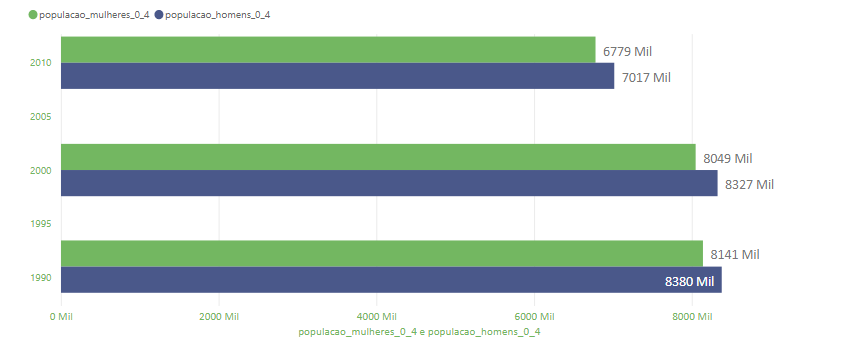 populacao_mulheres_0_4 populacao_homens_0_4
2010
6779 Mil
7017 Mil
2005
2000
8049 Mil
8327 Mil
1995
1990
8141 Mil
8380 Mil
0 Mil 2000 Mil 4000 Mil 6000 Mil 8000 Mil
populacao_mulheres_0_4 e populacao_homens_0_4